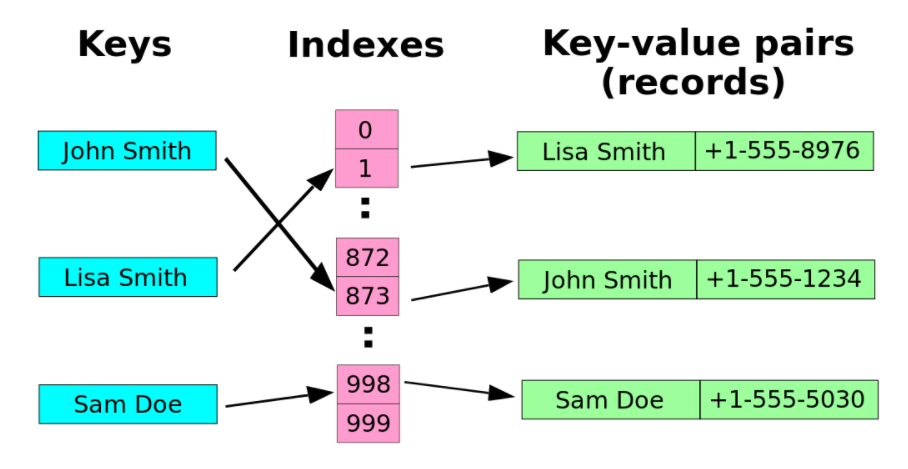 Keys
Indexes
Key-value pairs
(records)
John Smith
Lisa Smith
Sam Doe
0
1
:
872
873
:
998
999
Lisa Smith +1-555-8976
John Smith +1-555-1234
Sam Doe +1-555-5030